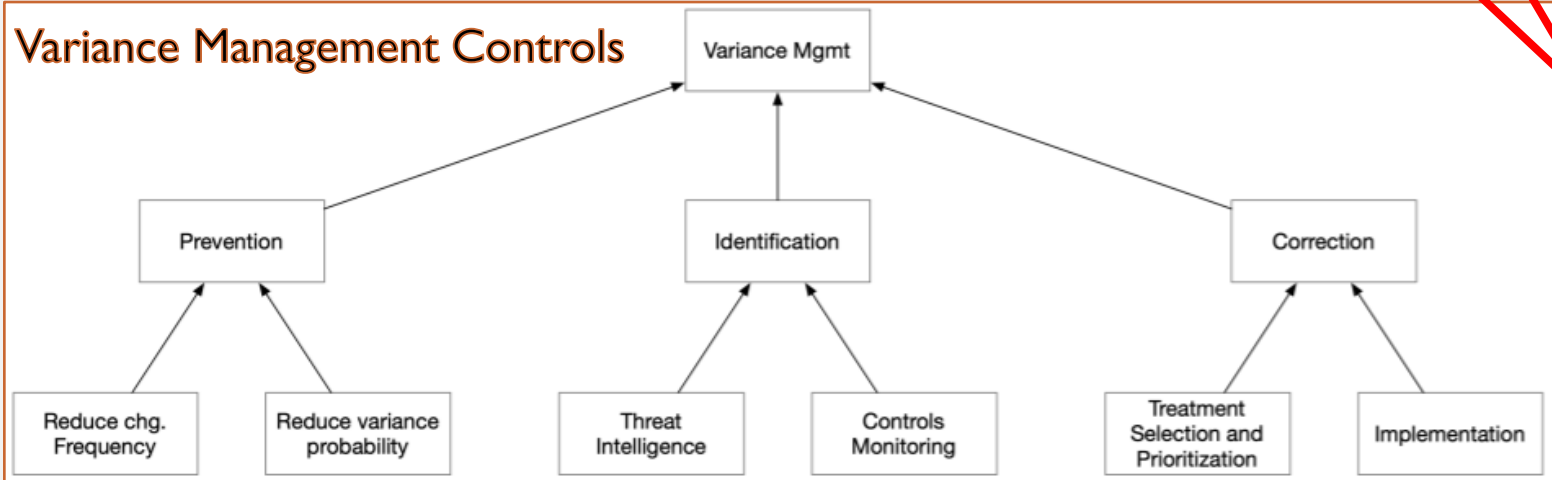 Variance Management Controls
Variance Mgmt
Prevention
Identification
Correction
Reduce chg.
Frequency
Reduce variance
probability
Threat
Intelligence
Controls
Monitoring
Treatment
Selection and
Prioritization
Implementation